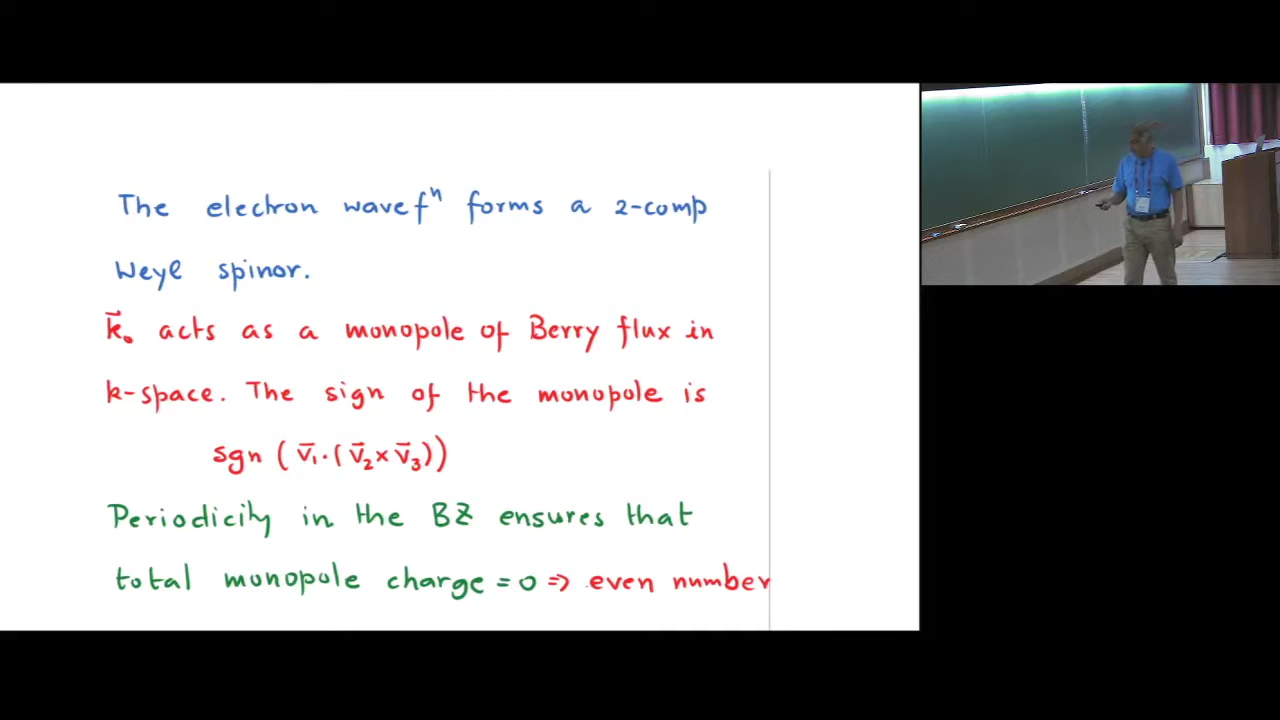 The electron wavefⁿ forms a 2-comp
Weyl spinor.
k⃗₀ acts as a monopole of Berry flux in
k-space. The sign of the monopole is
sgn (v⃗₁·(v⃗₂×v⃗₃))
Periodicity in the BZ ensures that
total monopole charge = 0 ⇒ even number